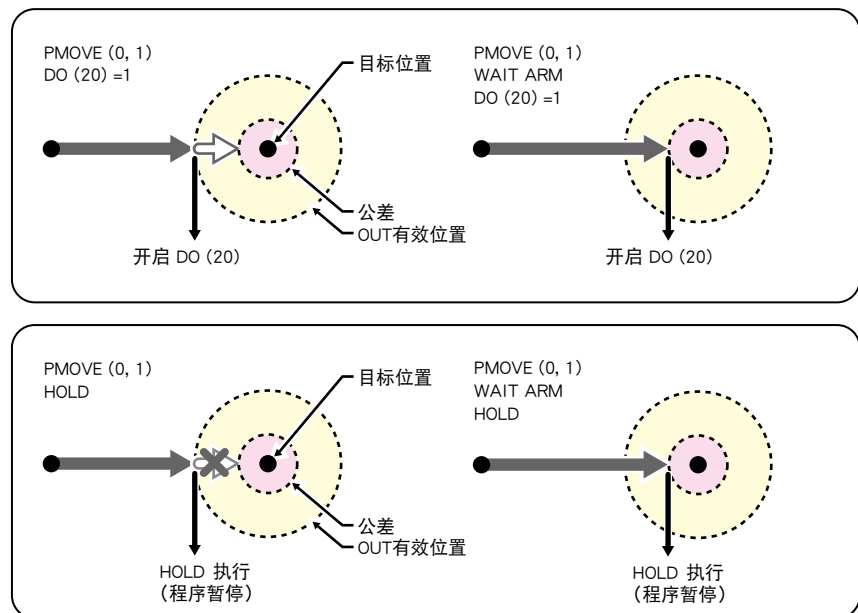 PMOVE (0, 1)
DO (20) =1
目标位置
公差
OUT有效位置
开启 DO (20)
PMOVE (0, 1)
WAIT ARM
DO (20) =1
开启 DO (20)
PMOVE (0, 1)
HOLD
目标位置
公差
OUT有效位置
HOLD 执行
(程序暂停)
PMOVE (0, 1)
WAIT ARM
HOLD
HOLD 执行
(程序暂停)